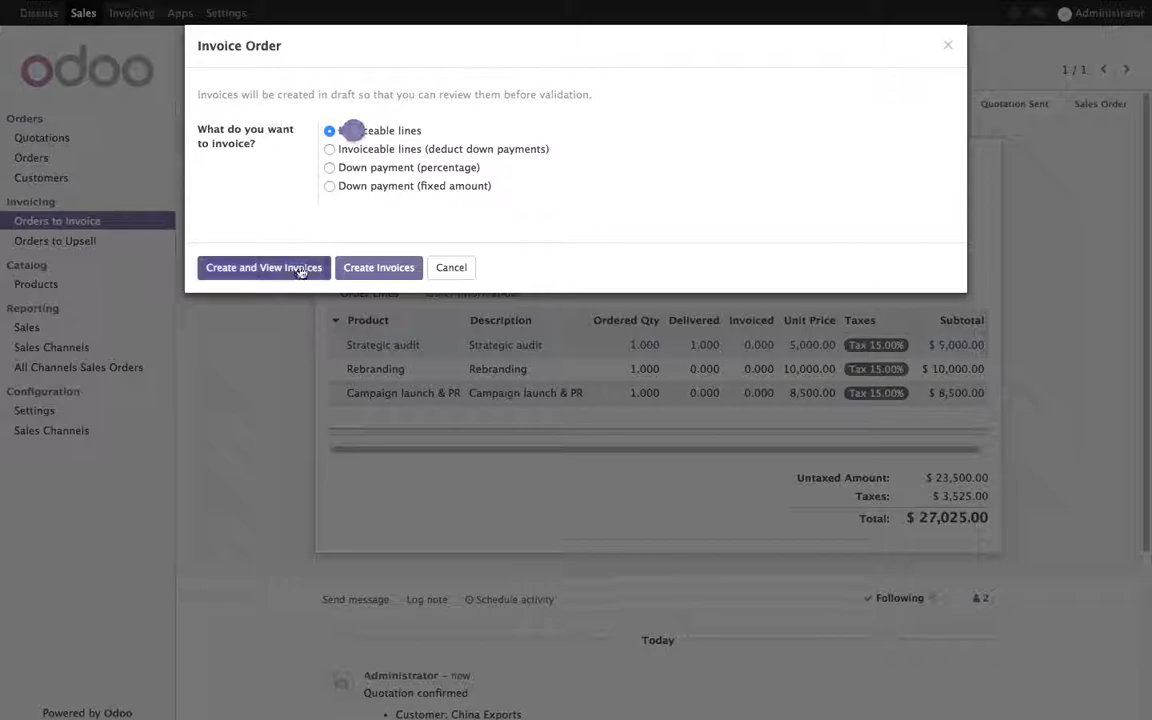 Discuss Sales Invoicing Apps Settings Administrator
odoo
1 / 1
Quotation Sent Sales Order
Orders
Quotations
Orders
Customers
Invoicing
Orders to Invoice
Orders to Upsell
Catalog
Products
Reporting
Sales
Sales Channels
All Channels Sales Orders
Configuration
Settings
Sales Channels
Powered by Odoo
Invoice Order
Invoices will be created in draft so that you can review them before validation.
What do you want
to invoice?
lines
Invoiceable lines (deduct down payments)
Down payment (percentage)
Down payment (fixed amount)
Create and View Invoices Create Invoices Cancel
Order Lines Other Information
Product Description Ordered Qty Delivered Invoiced Unit Price Taxes Subtotal
Strategic audit Strategic audit 1.000 1.000 0.000 5,000.00 Tax 15.00% $ 5,000.00
Rebranding Rebranding 1.000 0.000 0.000 10,000.00 Tax 15.00% $ 10,000.00
Campaign launch & PR Campaign launch & PR 1.000 0.000 0.000 8,500.00 Tax 15.00% $ 8,500.00
Untaxed Amount: $ 23,500.00
Taxes: $ 3,525.00
Total: $ 27,025.00
Send message Log note Schedule activity Following 2
Today
Administrator – now
Quotation confirmed
• Customer: China Exports